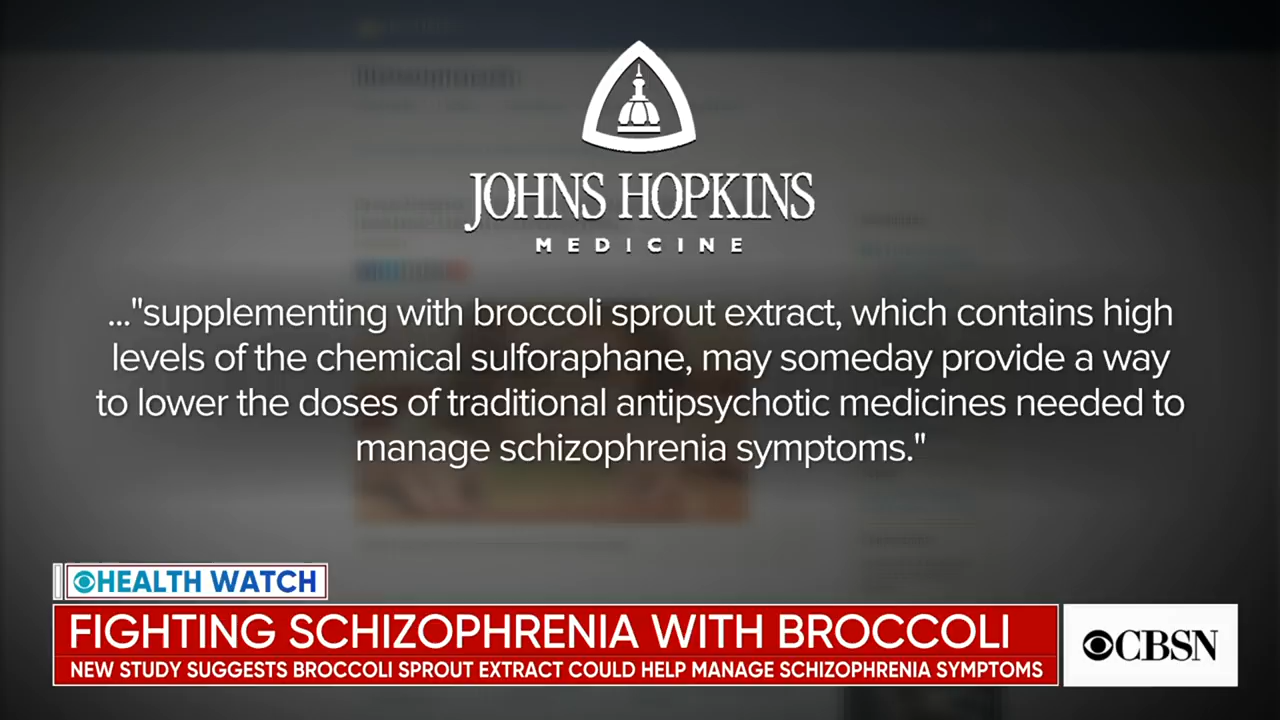 JOHNS HOPKINS
MEDICINE
..."supplementing with broccoli sprout extract, which contains high
levels of the chemical sulforaphane, may someday provide a way
to lower the doses of traditional antipsychotic medicines needed to
manage schizophrenia symptoms."
HEALTH WATCH
FIGHTING SCHIZOPHRENIA WITH BROCCOLI
CBSN
NEW STUDY SUGGESTS BROCCOLI SPROUT EXTRACT COULD HELP MANAGE SCHIZOPHRENIA SYMPTOMS